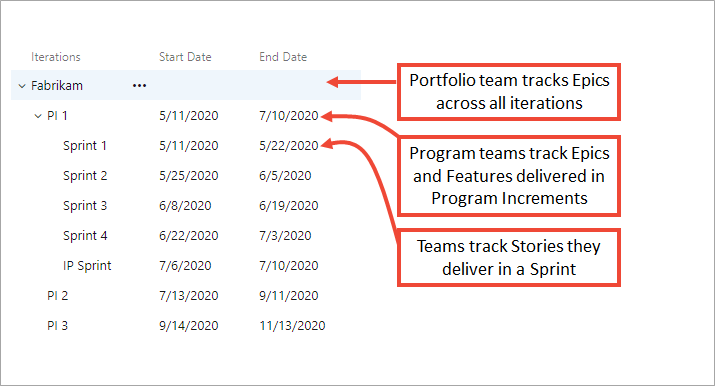 Iterations Start Date End Date
Fabrikam •••
PI 1 5/11/2020 7/10/2020
Sprint 1 5/11/2020 5/22/2020
Sprint 2 5/25/2020 6/5/2020
Sprint 3 6/8/2020 6/19/2020
Sprint 4 6/22/2020 7/3/2020
IP Sprint 7/6/2020 7/10/2020
PI 2 7/13/2020 9/11/2020
PI 3 9/14/2020 11/13/2020
Portfolio team tracks Epics
across all iterations
Program teams track Epics
and Features delivered in
Program Increments
Teams track Stories they
deliver in a Sprint